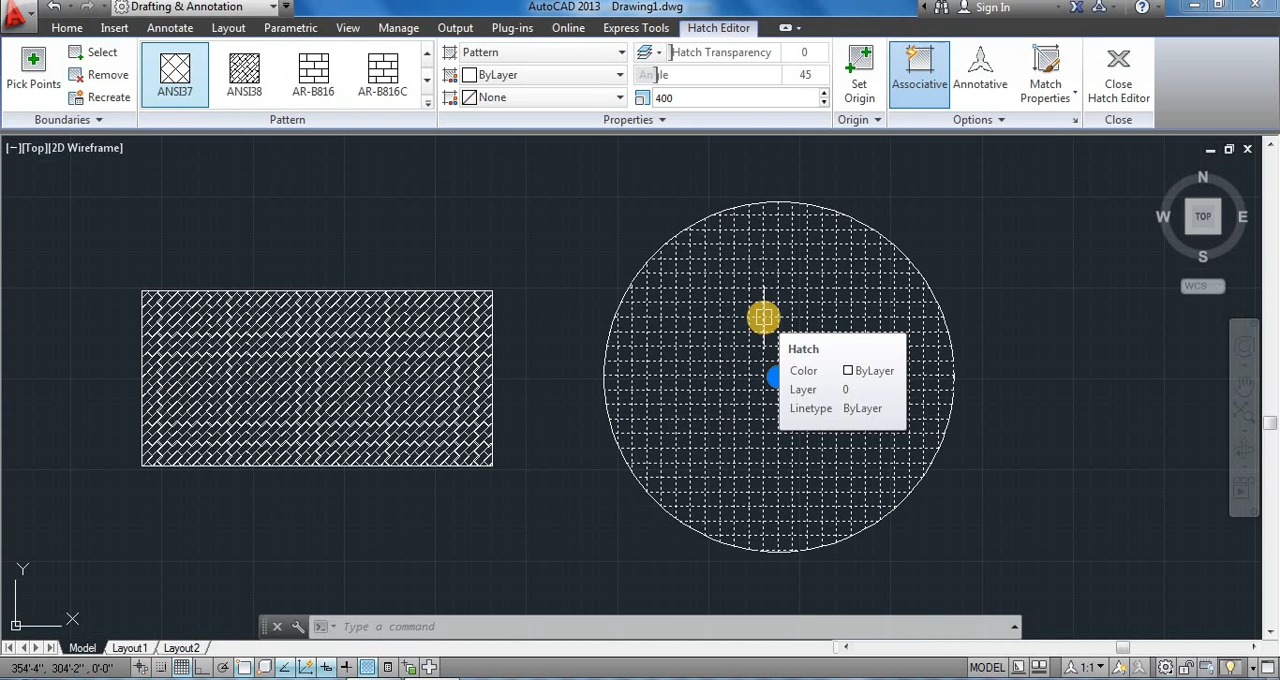 Drafting & Annotation
AutoCAD 2013 Drawing1.dwg
Sign In
Home Insert Annotate Layout Parametric View Manage Output Plug-ins Online Express Tools Hatch Editor
Pick Points
Select
Remove
Recreate
Boundaries
ANSI37
ANSI38
AR-B816
AR-B816C
Pattern
Pattern
ByLayer
None
Hatch Transparency 0
Angle 45
400
Properties
Set
Origin
Origin
Associative
Annotative
Match
Properties
Options
Close
Hatch Editor
Close
[−][Top][2D Wireframe]
N
W TOP E
S
WCS
Hatch
Color ByLayer
Layer 0
Linetype ByLayer
Y
X
Type a command
Model Layout1 Layout2
354'-4", 304'-2", 0'-0"
MODEL
1:1